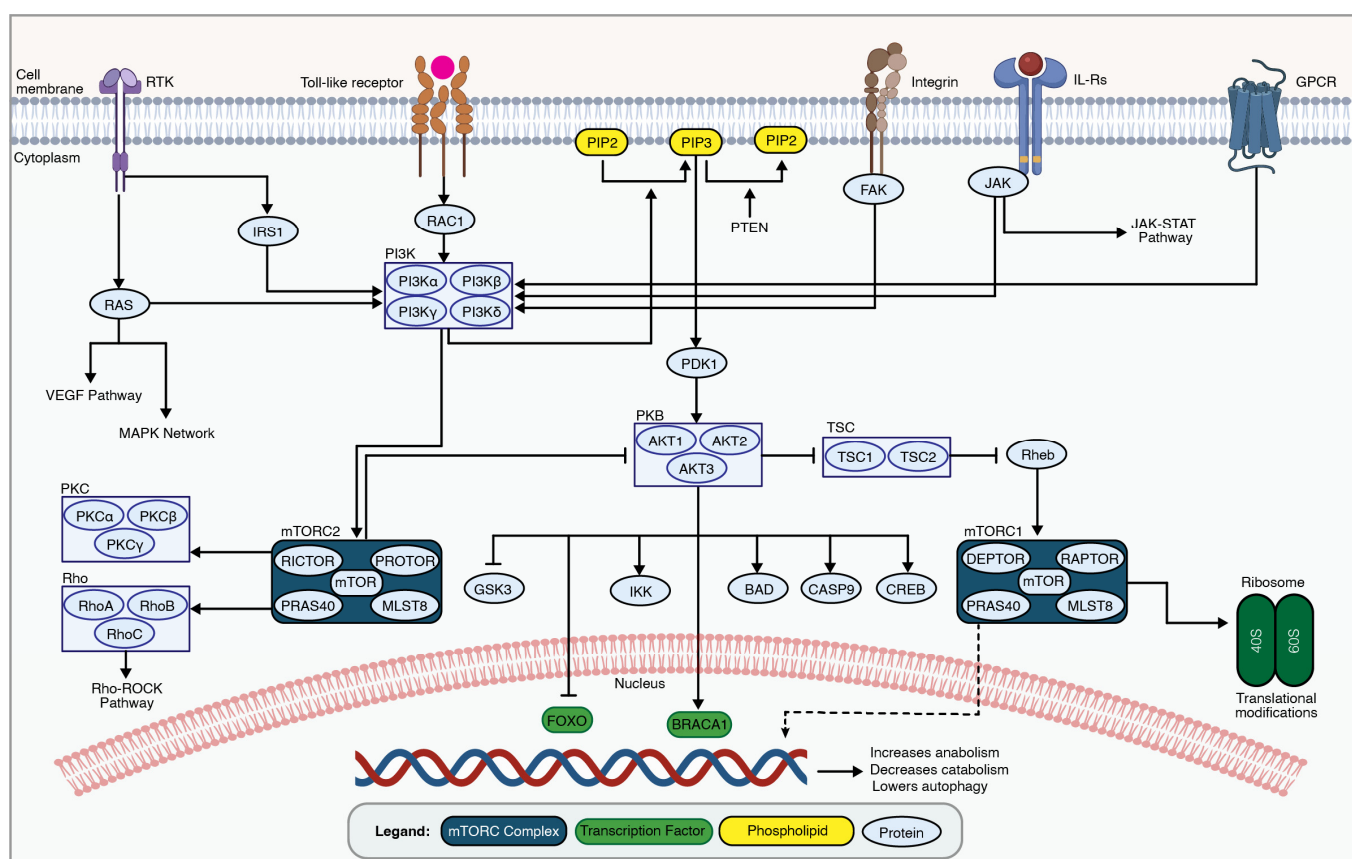 Cell
membrane
RTK
Toll-like receptor
Integrin
IL-Rs
GPCR
Cytoplasm
PIP2
PIP3
PIP2
FAK
JAK
IRS1
RAC1
PTEN
JAK-STAT
Pathway
PI3K
PI3Kα
PI3Kβ
PI3Kγ
PI3Kδ
RAS
VEGF Pathway
MAPK Network
PDK1
PKB
AKT1
AKT2
AKT3
TSC
TSC1
TSC2
Rheb
PKC
PKCα
PKCβ
PKCγ
Rho
RhoA
RhoB
RhoC
Rho-ROCK
Pathway
mTORC2
RICTOR
PROTOR
mTOR
PRAS40
MLST8
GSK3
IKK
BAD
CASP9
CREB
mTORC1
DEPTOR
RAPTOR
mTOR
PRAS40
MLST8
Ribosome
40S
60S
Translational
modifications
Nucleus
FOXO
BRACA1
Increases anabolism
Decreases catabolism
Lowers autophagy
Legand:
mTORC Complex
Transcription Factor
Phospholipid
Protein